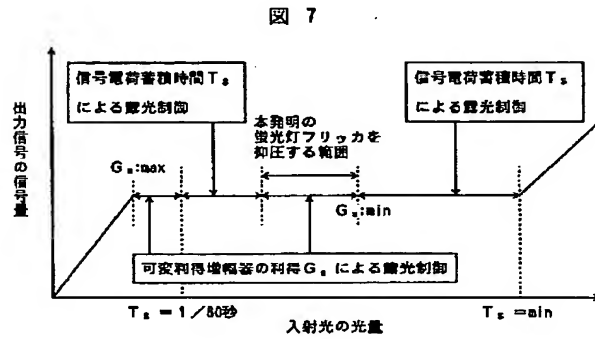 図 7
信号電荷蓄積時間Ts
による露光制御
信号電荷蓄積時間Ts
による露光制御
本発明の
蛍光灯フリッカを
抑圧する範囲
出力信号の信号量
Ga:max
Ga:min
可変利得増幅器の利得Gaによる露光制御
Ts=1/60秒
入射光の光量
Ts=min